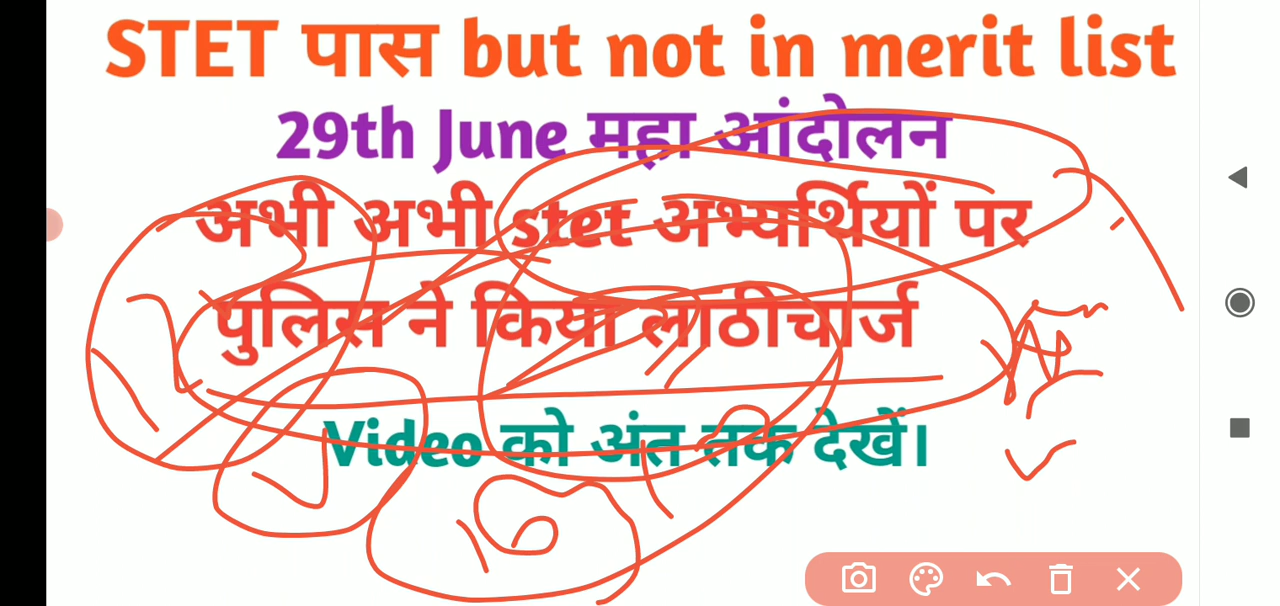 STET पास but not in merit list
29th June महा आंदोलन
अभी अभी stet अभ्यर्थियों पर
पुलिस ने किया लाठीचार्ज
Video को अंत तक देखें।